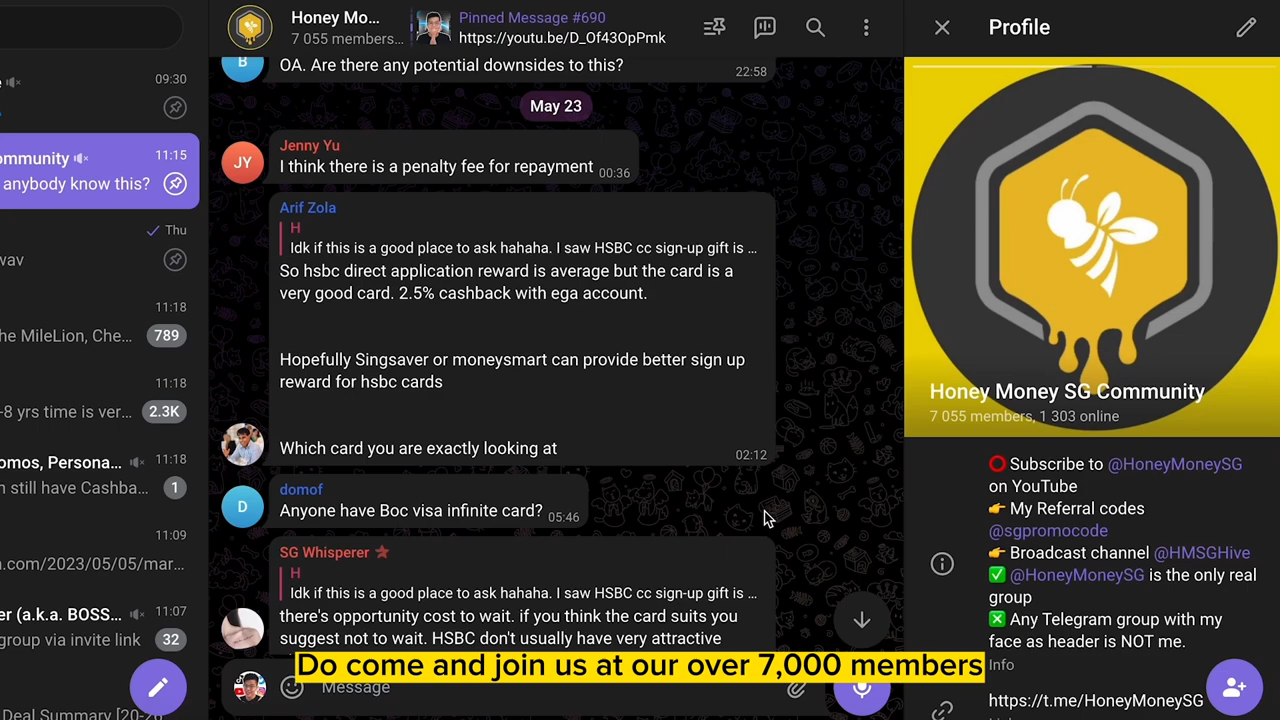 09:30
ommunity
11:15
anybody know this?
Thu
wav
11:18
he MileLion, Che...
789
11:18
-8 yrs time is ver...
2.3K
omos, Persona...
11:18
n still have Cashba...
1
11:09
.com/2023/05/05/mar...
er (a.k.a. BOSS...
11:07
group via invite link
32
Deal Summary [20-26
Honey Mo...
7 055 members...
Pinned Message #690
https://youtu.be/D_Of43OpPmk
B
OA. Are there any potential downsides to this?
22:58
May 23
JY
Jenny Yu
I think there is a penalty fee for repayment
00:36
Arif Zola
H
Idk if this is a good place to ask hahaha. I saw HSBC cc sign-up gift is ...
So hsbc direct application reward is average but the card is a
very good card. 2.5% cashback with ega account.
Hopefully Singsaver or moneysmart can provide better sign up
reward for hsbc cards
Which card you are exactly looking at
02:12
D
domof
Anyone have Boc visa infinite card?
05:46
SG Whisperer
H
Idk if this is a good place to ask hahaha. I saw HSBC cc sign-up gift is ...
there's opportunity cost to wait. if you think the card suits you
suggest not to wait. HSBC don't usually have very attractive
Do come and join us at our over 7,000 members
Message
Profile
Honey Money SG Community
7 055 members, 1 303 online
Subscribe to @HoneyMoneySG
on YouTube
My Referral codes
@sgpromocode
Broadcast channel @HMSGHive
@HoneyMoneySG is the only real
group
Any Telegram group with my
face as header is NOT me.
Info
https://t.me/HoneyMoneySG